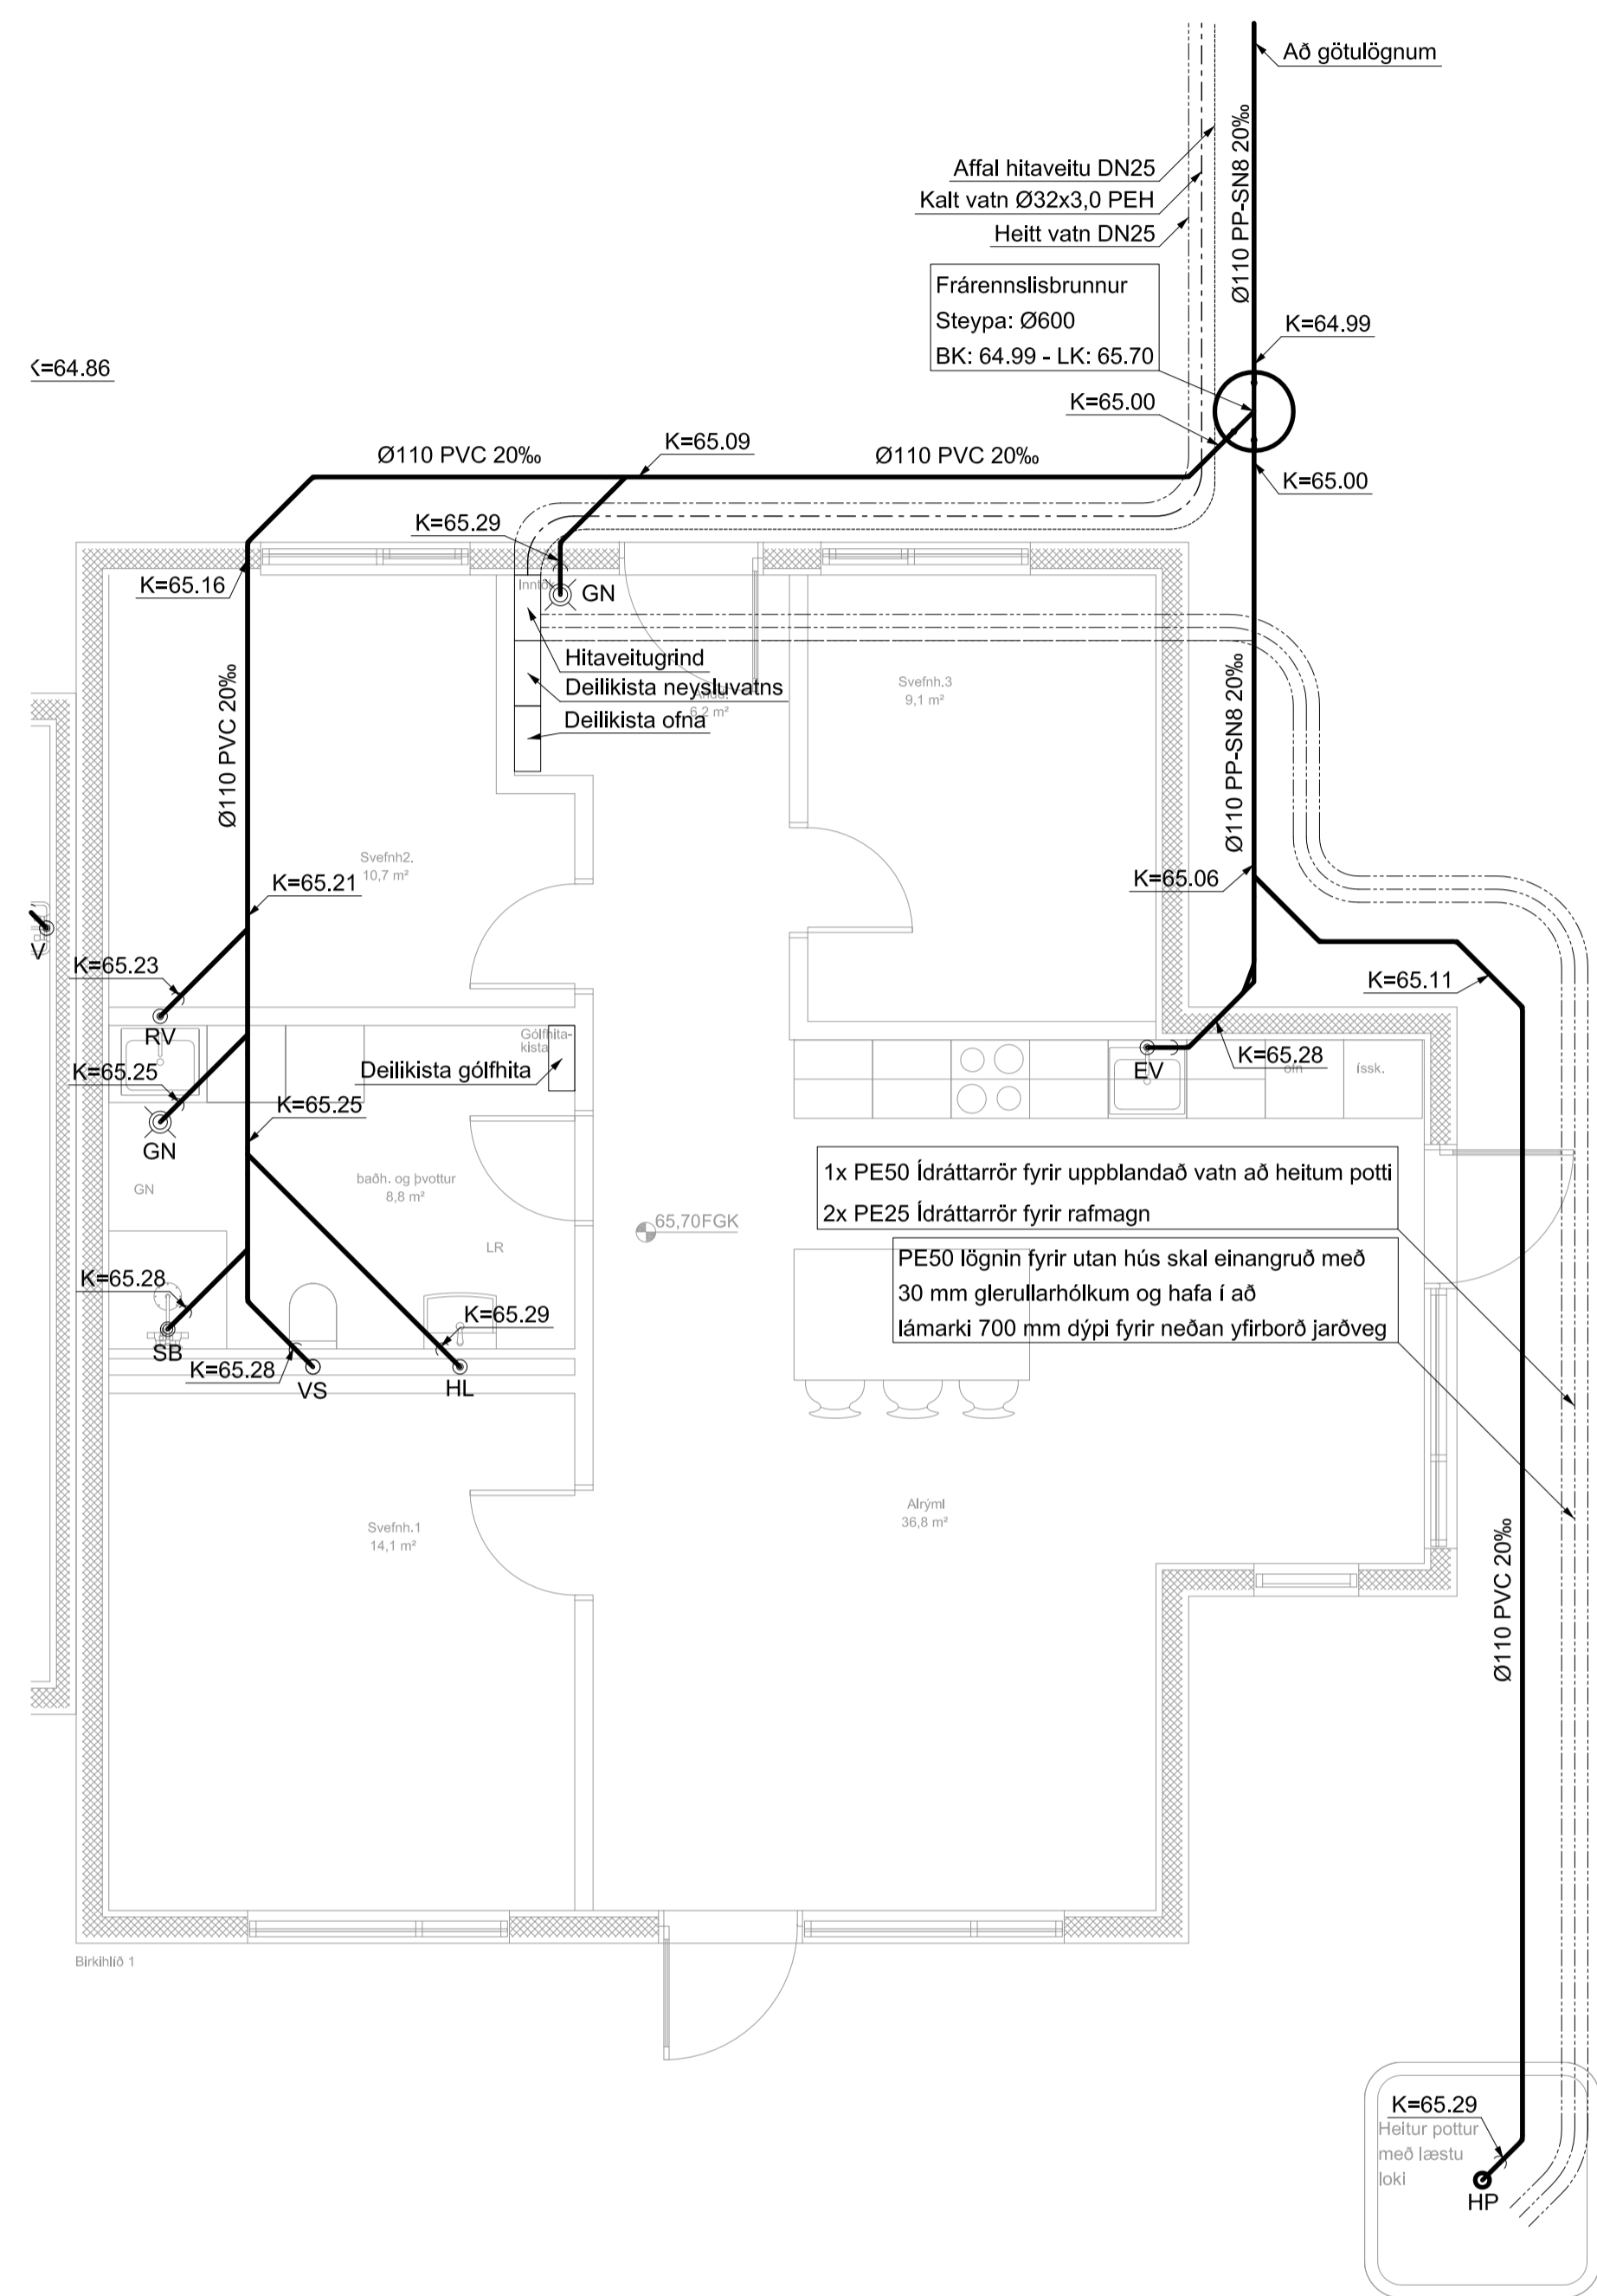 Að götulögnum
Ø110 PP-SN8 20‰
Affal hitaveitu DN25
Kalt vatn Ø32x3,0 PEH
Heitt vatn DN25
Frárennslisbrunnur
Steypa: Ø600
BK: 64.99 - LK: 65.70
K=64.99
K=64.86
K=65.00
K=65.09
Ø110 PVC 20‰
Ø110 PVC 20‰
K=65.00
K=65.29
K=65.16
GN
Hitaveitugrind
Deilikista neysluvatns
6,2 m²
Deilikista ofna
Svefnh.3
9,1 m²
Ø110 PVC 20‰
Ø110 PP-SN8 20‰
Svefnh2.
10,7 m²
K=65.21
K=65.06
V
K=65.23
K=65.11
RV
Gólfhita-
kista
K=65.25
Deilikista gólfhita
EV
K=65.28
ofn
íssk.
K=65.25
GN
GN
baðh. og þvottur
8,8 m²
LR
1x PE50 Ídráttarrör fyrir uppblandað vatn að heitum potti
2x PE25 Ídráttarrör fyrir rafmagn
65,70FGK
PE50 lögnin fyrir utan hús skal einangruð með
30 mm glerullarhólkum og hafa í að
lámarki 700 mm dýpi fyrir neðan yfirborð jarðveg
K=65.28
K=65.29
SB
K=65.28
VS
HL
Alrými
36,8 m²
Svefnh.1
14,1 m²
Ø110 PVC 20‰
Birkihlíð 1
K=65.29
Heitur pottur
með læstu
loki
HP